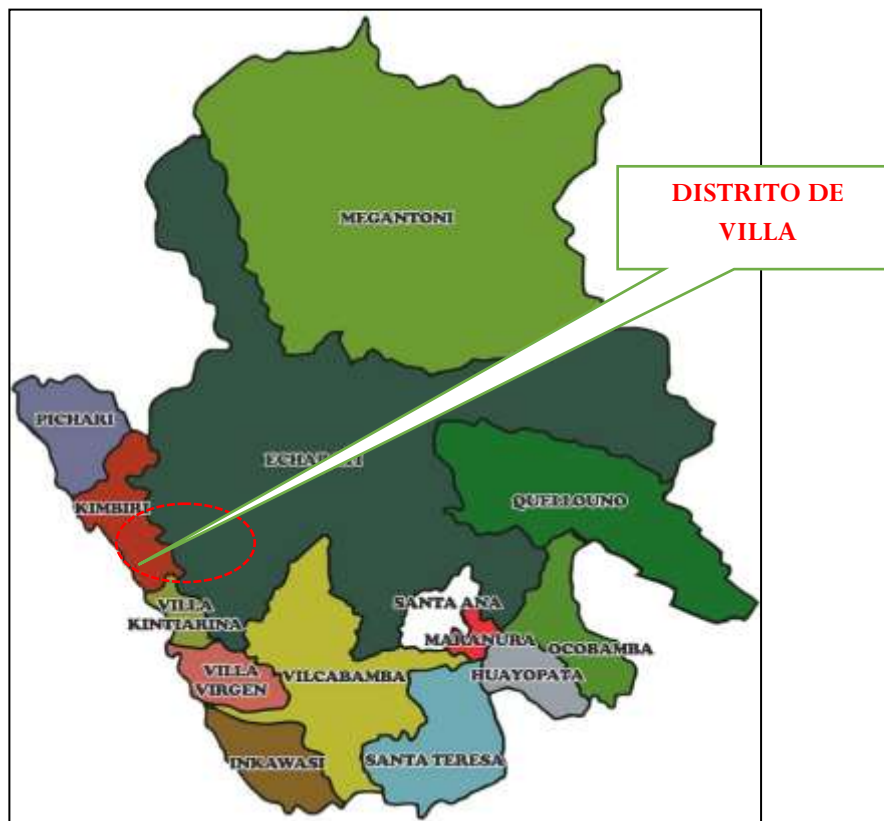 DISTRITO DE
VILLA
MEGANTONI
PICHARI
ECHARATI
KIMBIRI
QUELLOUNO
VILLA
KINTIARINA
SANTA ANA
MARANURA
OCOBAMBA
VILLA
VIRGEN
VILCABAMBA
HUAYOPATA
INKAWASI
SANTA TERESA